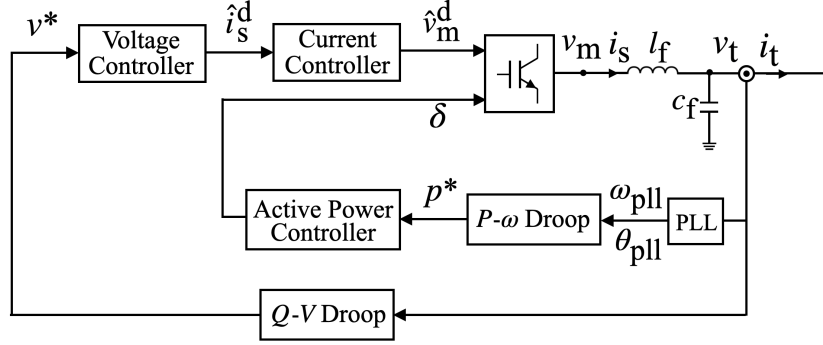 v*
Voltage
Controller
î_s^d
Current
Controller
v̂_m^d
v_m
i_s
l_f
v_t
i_t
c_f
δ
Active Power
Controller
p*
P-ω Droop
ω_pll
θ_pll
PLL
Q-V Droop